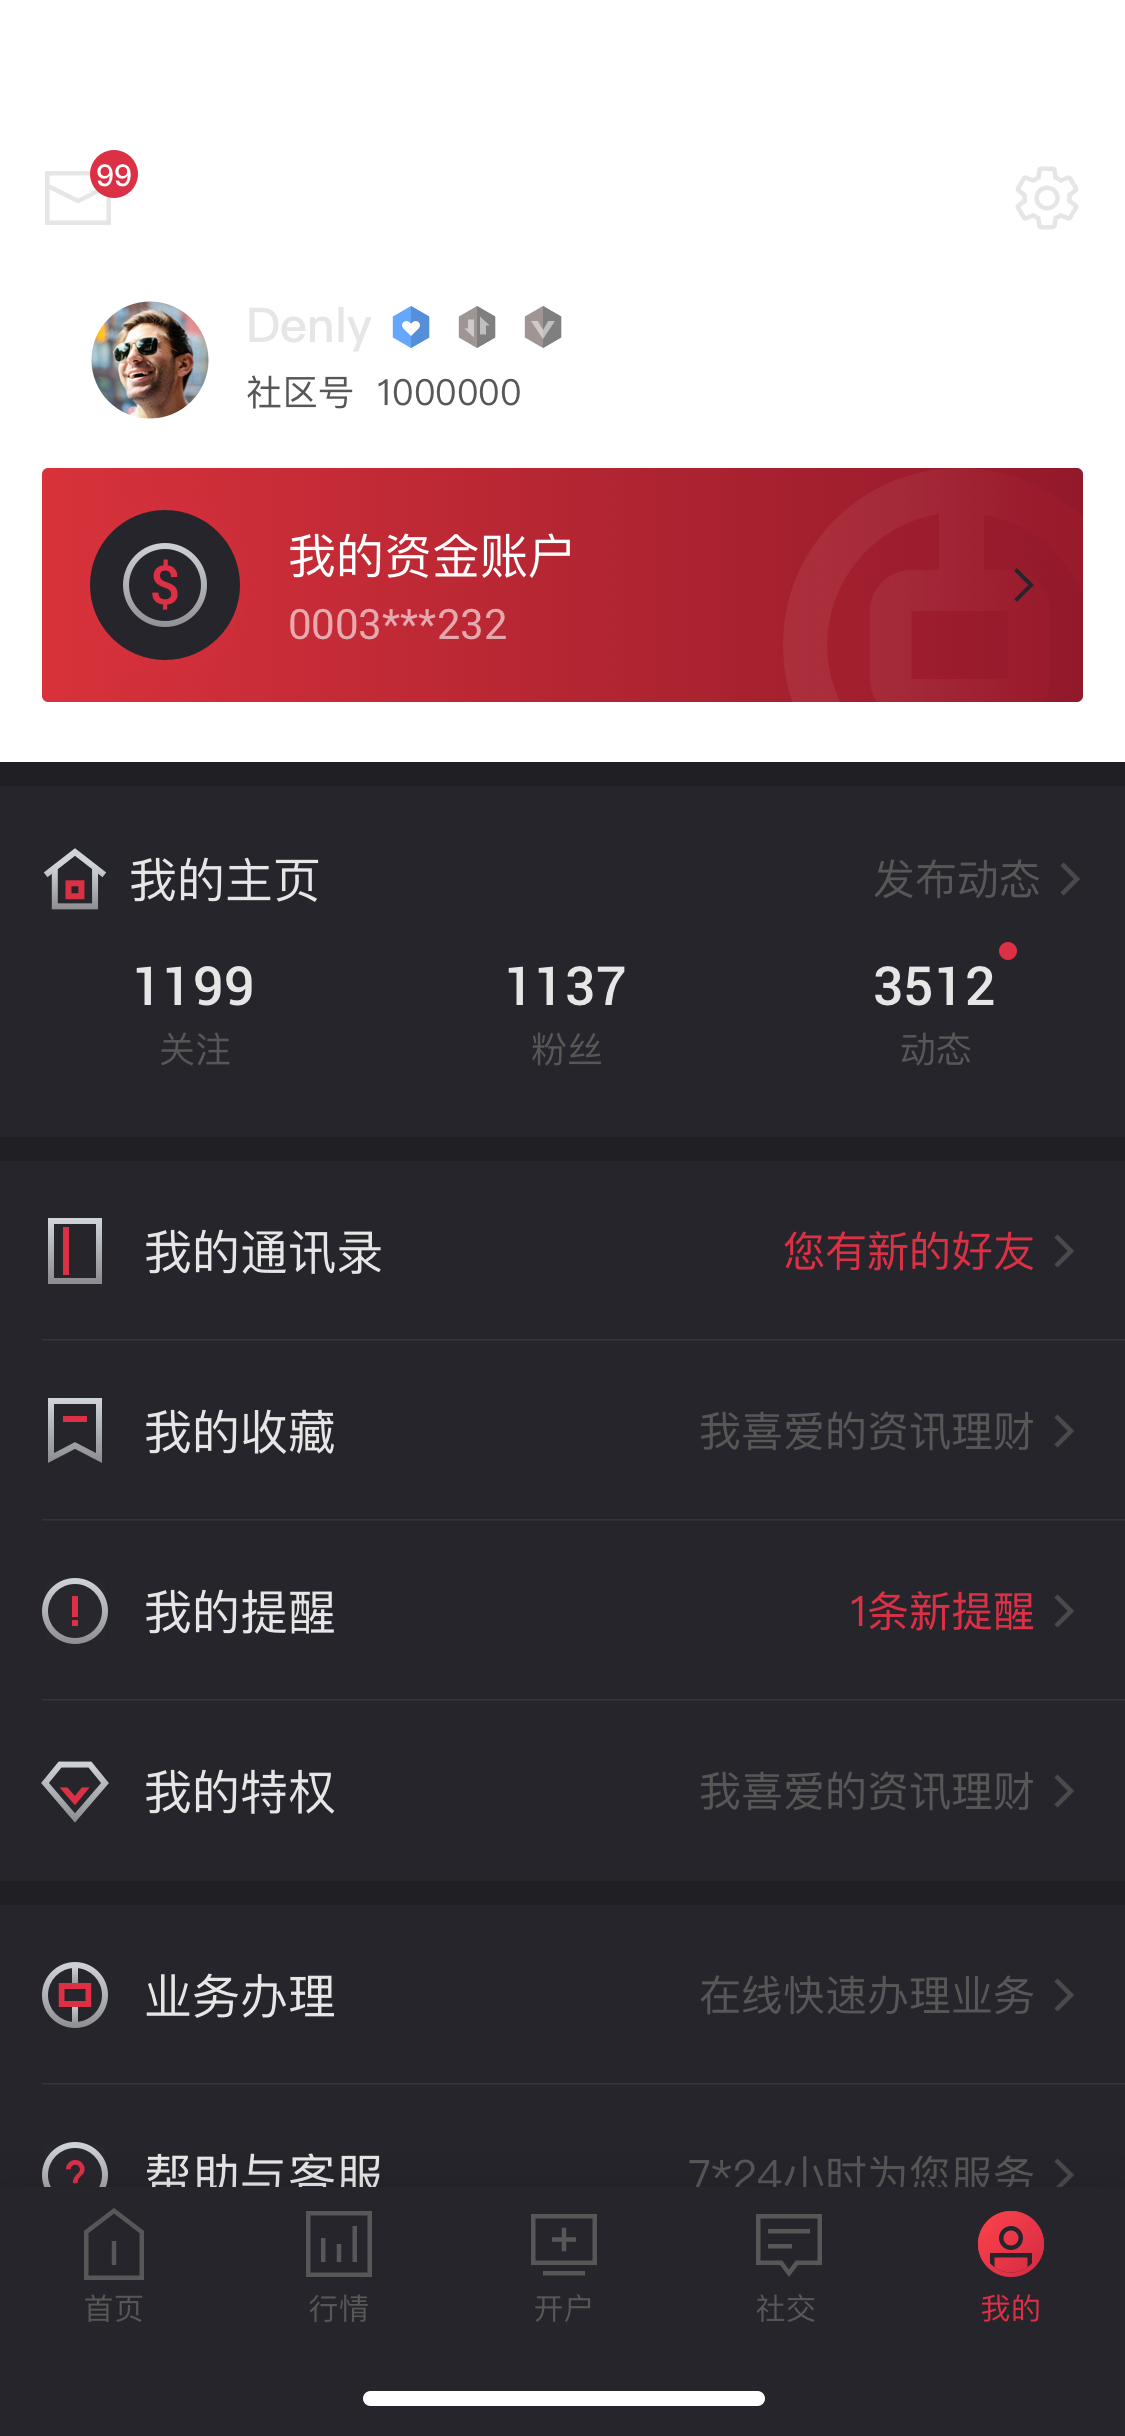 99
Denly
社区号 1000000
我的资金账户
0003***232
我的主页 发布动态
1199 1137 3512
关注 粉丝 动态
我的通讯录 您有新的好友
我的收藏 我喜爱的资讯理财
我的提醒 1条新提醒
我的特权 我喜爱的资讯理财
业务办理 在线快速办理业务
帮助与客服 7*24小时为您服务
首页 行情 开户 社交 我的